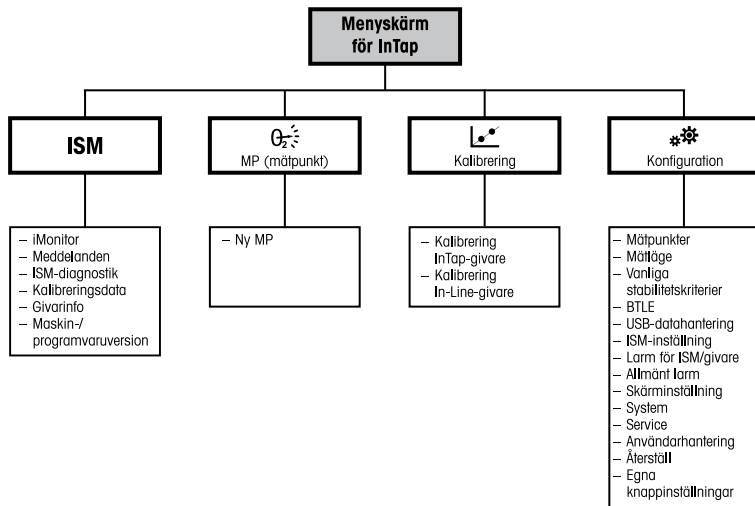 Menyskärm
för InTap
ISM
O₂
MP (mätpunkt)
Kalibrering
Konfiguration
– iMonitor
– Meddelanden
– ISM-diagnostik
– Kalibreringsdata
– Givarinfo
– Maskin-/
programvaruversion
– Ny MP
– Kalibrering
InTap-givare
– Kalibrering
In-Line-givare
– Mätpunkter
– Mätläge
– Vanliga
stabilitetskriterier
– BTLE
– USB-datahantering
– ISM-inställning
– Larm för ISM/givare
– Allmänt larm
– Skärminställning
– System
– Service
– Användarhantering
– Återställ
– Egna
knappinställningar